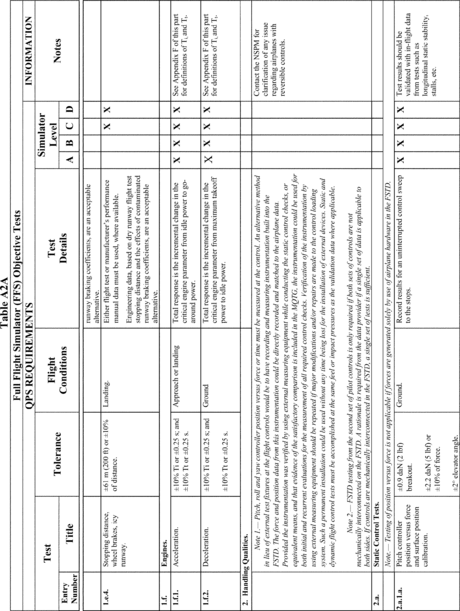 Table A2A
Full Flight Simulator (FFS) Objective Tests
QPS REQUIREMENTS
INFORMATION
Test
Tolerance
Flight
Conditions
Test
Details
Simulator
Level
Notes
Entry
Number
Title
A B C D
runway braking coefficients, are an acceptable
alternative.
1.e.4.
Stopping distance,
wheel brakes, icy
runway.
±61 m (200 ft) or ±10%
of distance.
Landing.
Either flight test or manufacturer's performance
manual data must be used, where available.
Engineering data, based on dry runway flight test
stopping distance and the effects of contaminated
runway braking coefficients, are an acceptable
alternative.
X X
1.f.
Engines.
1.f.1.
Acceleration.
±10% Ti or ±0.25 s; and
±10% Tt or ±0.25 s.
Approach or landing
Total response is the incremental change in the
critical engine parameter from idle power to go-
around power.
X X X X
See Appendix F of this part
for definitions of Ti and Tt.
1.f.2.
Deceleration.
±10% Ti or ±0.25 s; and
±10% Tt or ±0.25 s.
Ground
Total response is the incremental change in the
critical engine parameter from maximum takeoff
power to idle power.
X X X X
See Appendix F of this part
for definitions of Ti and Tt.
2. Handling Qualities.
Note 1.— Pitch, roll and yaw controller position versus force or time must be measured at the control. An alternative method
in lieu of external test fixtures at the flight controls would be to have recording and measuring instrumentation built into the
FSTD. The force and position data from this instrumentation could be directly recorded and matched to the airplane data.
Provided the instrumentation was verified by using external measuring equipment while conducting the static control checks, or
equivalent means, and that evidence of the satisfactory comparison is included in the MQTG, the instrumentation could be used for
both initial and recurrent evaluations for the measurement of all required control checks. Verification of the instrumentation by
using external measuring equipment should be repeated if major modifications and/or repairs are made to the control loading
system. Such a permanent installation could be used without any time being lost for the installation of external devices. Static and
dynamic flight control tests must be accomplished at the same feel or impact pressures as the validation data where applicable.
Note 2.— FSTD testing from the second set of pilot controls is only required if both sets of controls are not
mechanically interconnected on the FSTD. A rationale is required from the data provider if a single set of data is applicable to
both sides. If controls are mechanically interconnected in the FSTD, a single set of tests is sufficient.
Contact the NSPM for
clarification of any issue
regarding airplanes with
reversible controls.
2.a.
Static Control Tests.
Note.— Testing of position versus force is not applicable if forces are generated solely by use of airplane hardware in the FSTD.
2.a.1.a.
Pitch controller
position versus force
and surface position
calibration.
±0.9 daN (2 lbf)
breakout.
±2.2 daN (5 lbf) or
±10% of force.
±2° elevator angle.
Ground.
Record results for an uninterrupted control sweep
to the stops.
X X X X
Test results should be
validated with in-flight data
from tests such as
longitudinal static stability,
stalls, etc.